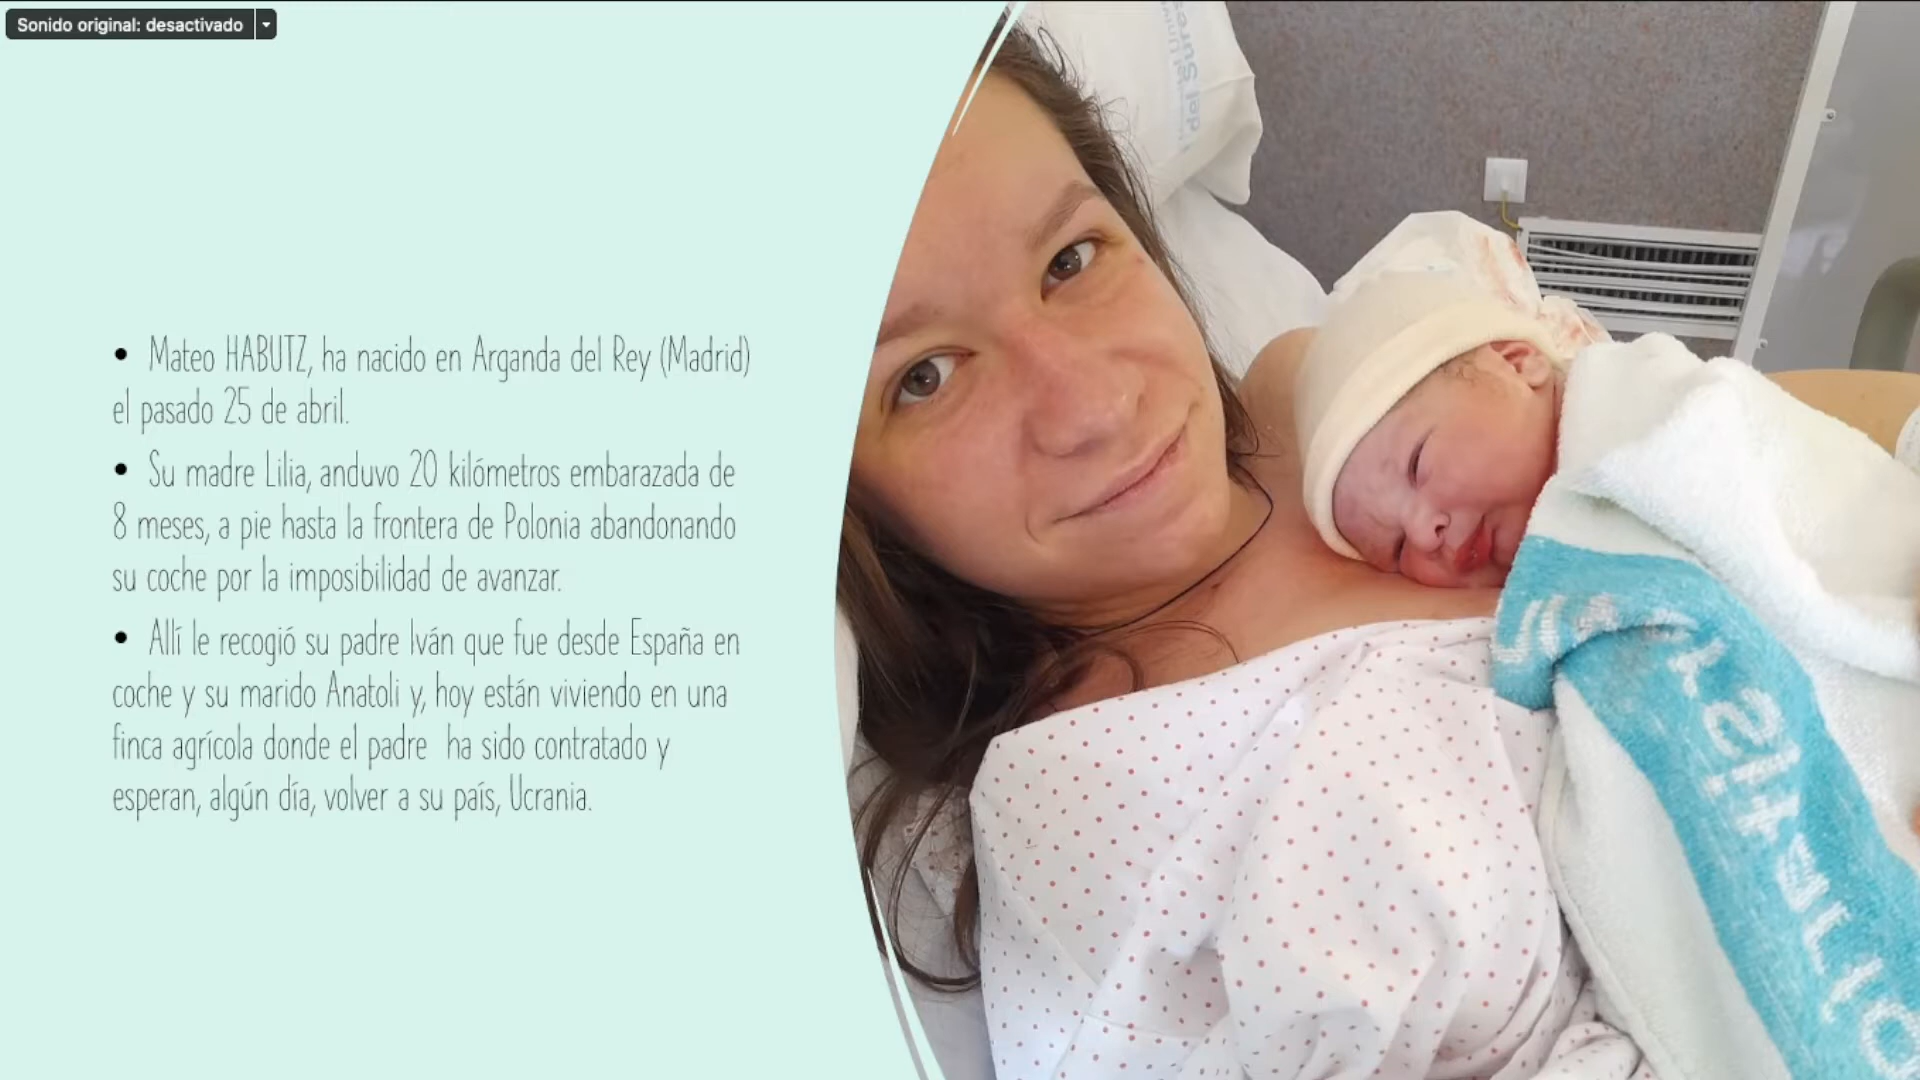 Sonido original: desactivado
• Mateo HABUTZ, ha nacido en Arganda del Rey (Madrid)
el pasado 25 de abril.
• Su madre Lilia, anduvo 20 kilómetros embarazada de
8 meses, a pie hasta la frontera de Polonia abandonando
su coche por la imposibilidad de avanzar.
• Allí le recogió su padre Iván que fue desde España en
coche y su marido Anatoli y, hoy están viviendo en una
finca agrícola donde el padre ha sido contratado y
esperan, algún día, volver a su país, Ucrania.
del